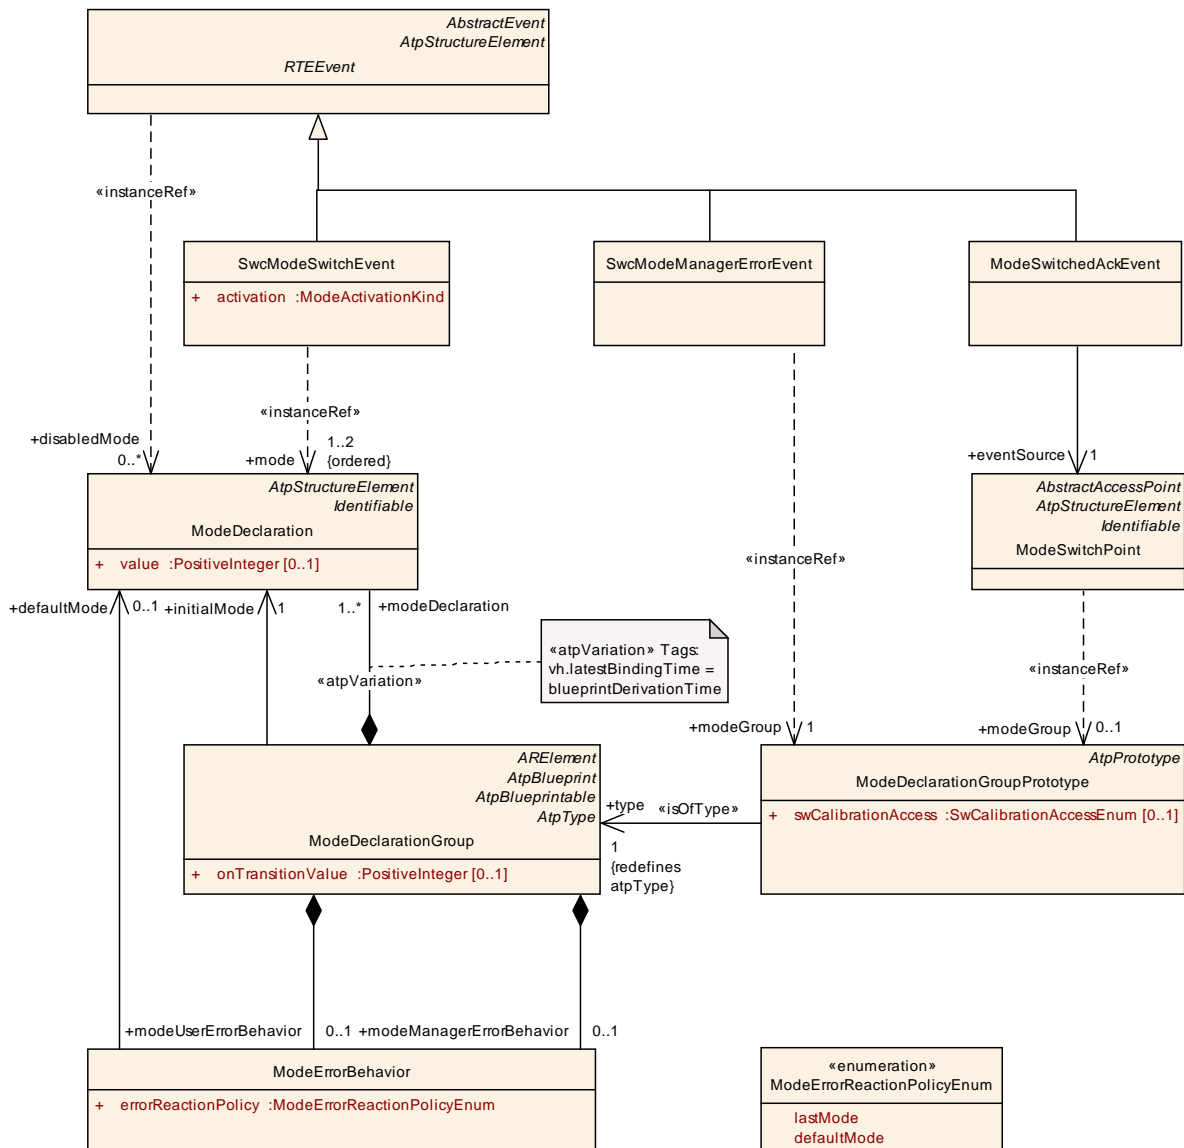 AbstractEvent
AtpStructureElement
RTEEvent
«instanceRef»
SwcModeSwitchEvent
+ activation :ModeActivationKind
SwcModeManagerErrorEvent
ModeSwitchedAckEvent
«instanceRef»
+disabledMode
0..*
+mode
1..2
{ordered}
+eventSource
1
AtpStructureElement
Identifiable
ModeDeclaration
+ value :PositiveInteger [0..1]
AbstractAccessPoint
AtpStructureElement
Identifiable
ModeSwitchPoint
«instanceRef»
+defaultMode
0..1
+initialMode
1
1..*
+modeDeclaration
«atpVariation» Tags:
vh.latestBindingTime =
blueprintDerivationTime
«atpVariation»
«instanceRef»
+modeGroup
1
+modeGroup
0..1
ARElement
AtpBlueprint
AtpBlueprintable
AtpType
ModeDeclarationGroup
+ onTransitionValue :PositiveInteger [0..1]
+type
«isOfType»
1
{redefines
atpType}
AtpPrototype
ModeDeclarationGroupPrototype
+ swCalibrationAccess :SwCalibrationAccessEnum [0..1]
+modeUserErrorBehavior
0..1
+modeManagerErrorBehavior
0..1
ModeErrorBehavior
+ errorReactionPolicy :ModeErrorReactionPolicyEnum
«enumeration»
ModeErrorReactionPolicyEnum
lastMode
defaultMode